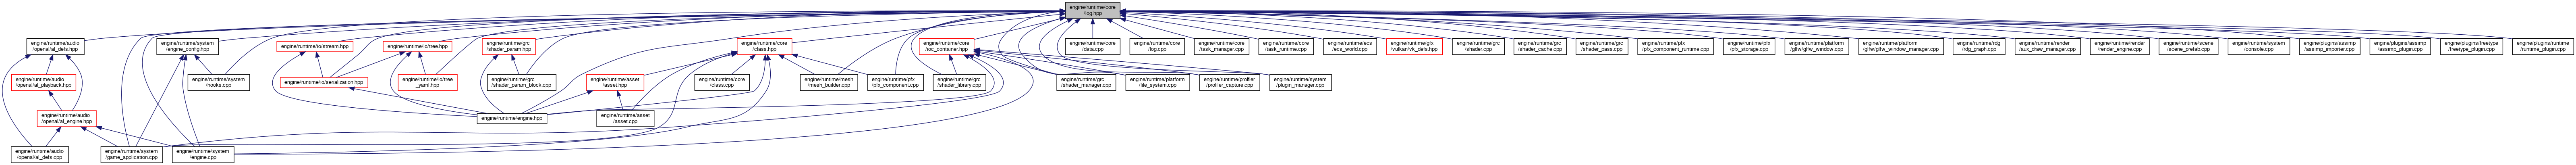 engine/runtime/core
/log.hpp
engine/runtime/audio
/openal/al_defs.hpp
engine/runtime/system
/engine_config.hpp
engine/runtime/io/stream.hpp
engine/runtime/io/tree.hpp
engine/runtime/grc
/shader_param.hpp
engine/runtime/core
/class.hpp
engine/runtime/core
/ioc_container.hpp
engine/runtime/core
/data.cpp
engine/runtime/core
/log.cpp
engine/runtime/core
/task_manager.cpp
engine/runtime/core
/task_runtime.cpp
engine/runtime/ecs
/ecs_world.cpp
engine/runtime/gfx
/vulkan/vk_defs.hpp
engine/runtime/grc
/shader.cpp
engine/runtime/grc
/shader_cache.cpp
engine/runtime/grc
/shader_pass.cpp
engine/runtime/pfx
/pfx_component_runtime.cpp
engine/runtime/pfx
/pfx_storage.cpp
engine/runtime/platform
/glfw/glfw_window.cpp
engine/runtime/platform
/glfw/glfw_window_manager.cpp
engine/runtime/rdg
/rdg_graph.cpp
engine/runtime/render
/aux_draw_manager.cpp
engine/runtime/render
/render_engine.cpp
engine/runtime/scene
/scene_prefab.cpp
engine/runtime/system
/console.cpp
engine/plugins/assimp
/assimp_importer.cpp
engine/plugins/assimp
/assimp_plugin.cpp
engine/plugins/freetype
/freetype_plugin.cpp
engine/plugins/runtime
/runtime_plugin.cpp
engine/runtime/audio
/openal/al_playback.hpp
engine/runtime/system
/hooks.cpp
engine/runtime/io/serialization.hpp
engine/runtime/io/tree
_yaml.hpp
engine/runtime/grc
/shader_param_block.cpp
engine/runtime/asset
/asset.hpp
engine/runtime/core
/class.cpp
engine/runtime/mesh
/mesh_builder.cpp
engine/runtime/pfx
/pfx_component.cpp
engine/runtime/grc
/shader_library.cpp
engine/runtime/grc
/shader_manager.cpp
engine/runtime/platform
/file_system.cpp
engine/runtime/profiler
/profiler_capture.cpp
engine/runtime/system
/plugin_manager.cpp
engine/runtime/audio
/openal/al_engine.hpp
engine/runtime/engine.hpp
engine/runtime/asset
/asset.cpp
engine/runtime/audio
/openal/al_defs.cpp
engine/runtime/system
/game_application.cpp
engine/runtime/system
/engine.cpp